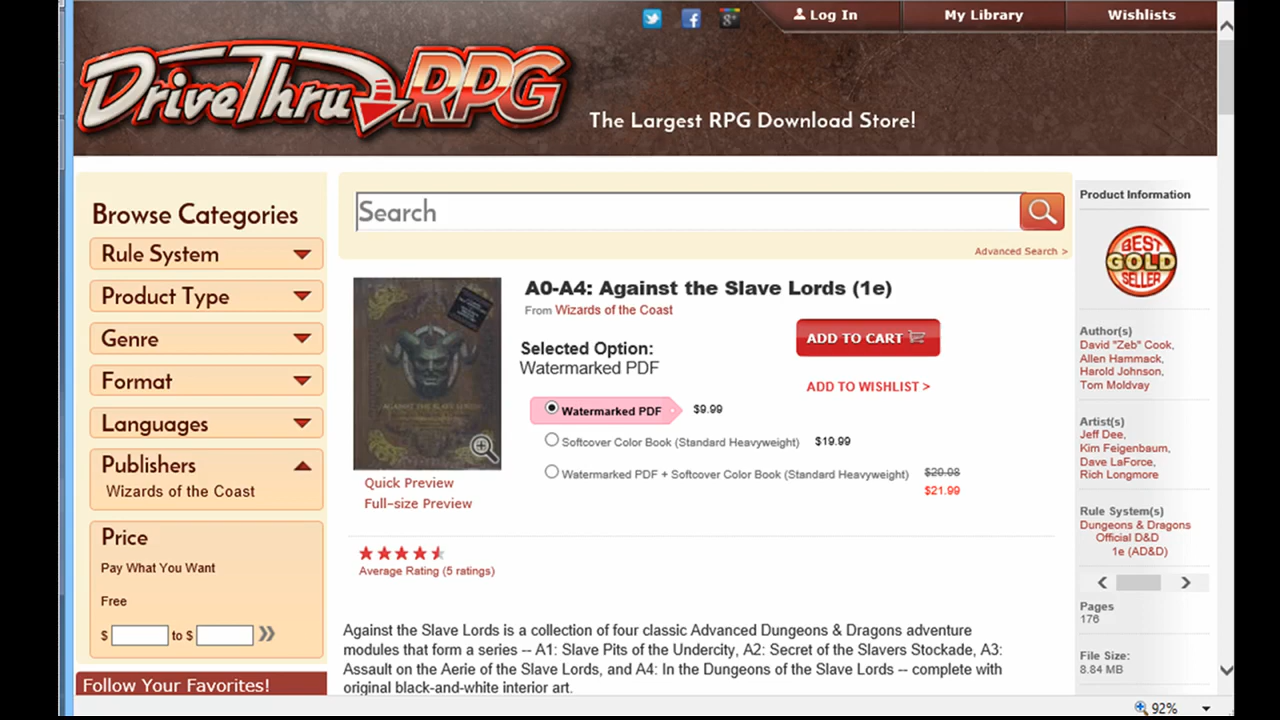 Log In
My Library
Wishlists
DriveThruRPG
The Largest RPG Download Store!
Browse Categories
Rule System
Product Type
Genre
Format
Languages
Publishers
Wizards of the Coast
Price
Pay What You Want
Free
$ to $
Follow Your Favorites!
Search
Advanced Search >
A0-A4: Against the Slave Lords (1e)
From Wizards of the Coast
Selected Option:
Watermarked PDF
ADD TO CART
ADD TO WISHLIST >
Watermarked PDF $9.99
Softcover Color Book (Standard Heavyweight) $19.99
Watermarked PDF + Softcover Color Book (Standard Heavyweight)
$21.99
AGAINST THE SLAVE LORDS
Quick Preview
Full-size Preview
Average Rating (5 ratings)
Against the Slave Lords is a collection of four classic Advanced Dungeons & Dragons adventure
modules that form a series -- A1: Slave Pits of the Undercity, A2: Secret of the Slavers Stockade, A3:
Assault on the Aerie of the Slave Lords, and A4: In the Dungeons of the Slave Lords -- complete with
original black-and-white interior art.
Product Information
BEST
GOLD
SELLER
Author(s)
David "Zeb" Cook,
Allen Hammack,
Harold Johnson,
Tom Moldvay
Artist(s)
Jeff Dee,
Kim Feigenbaum,
Dave LaForce,
Rich Longmore
Rule System(s)
Dungeons & Dragons
Official D&D
1e (AD&D)
Pages
176
File Size:
8.84 MB
92%